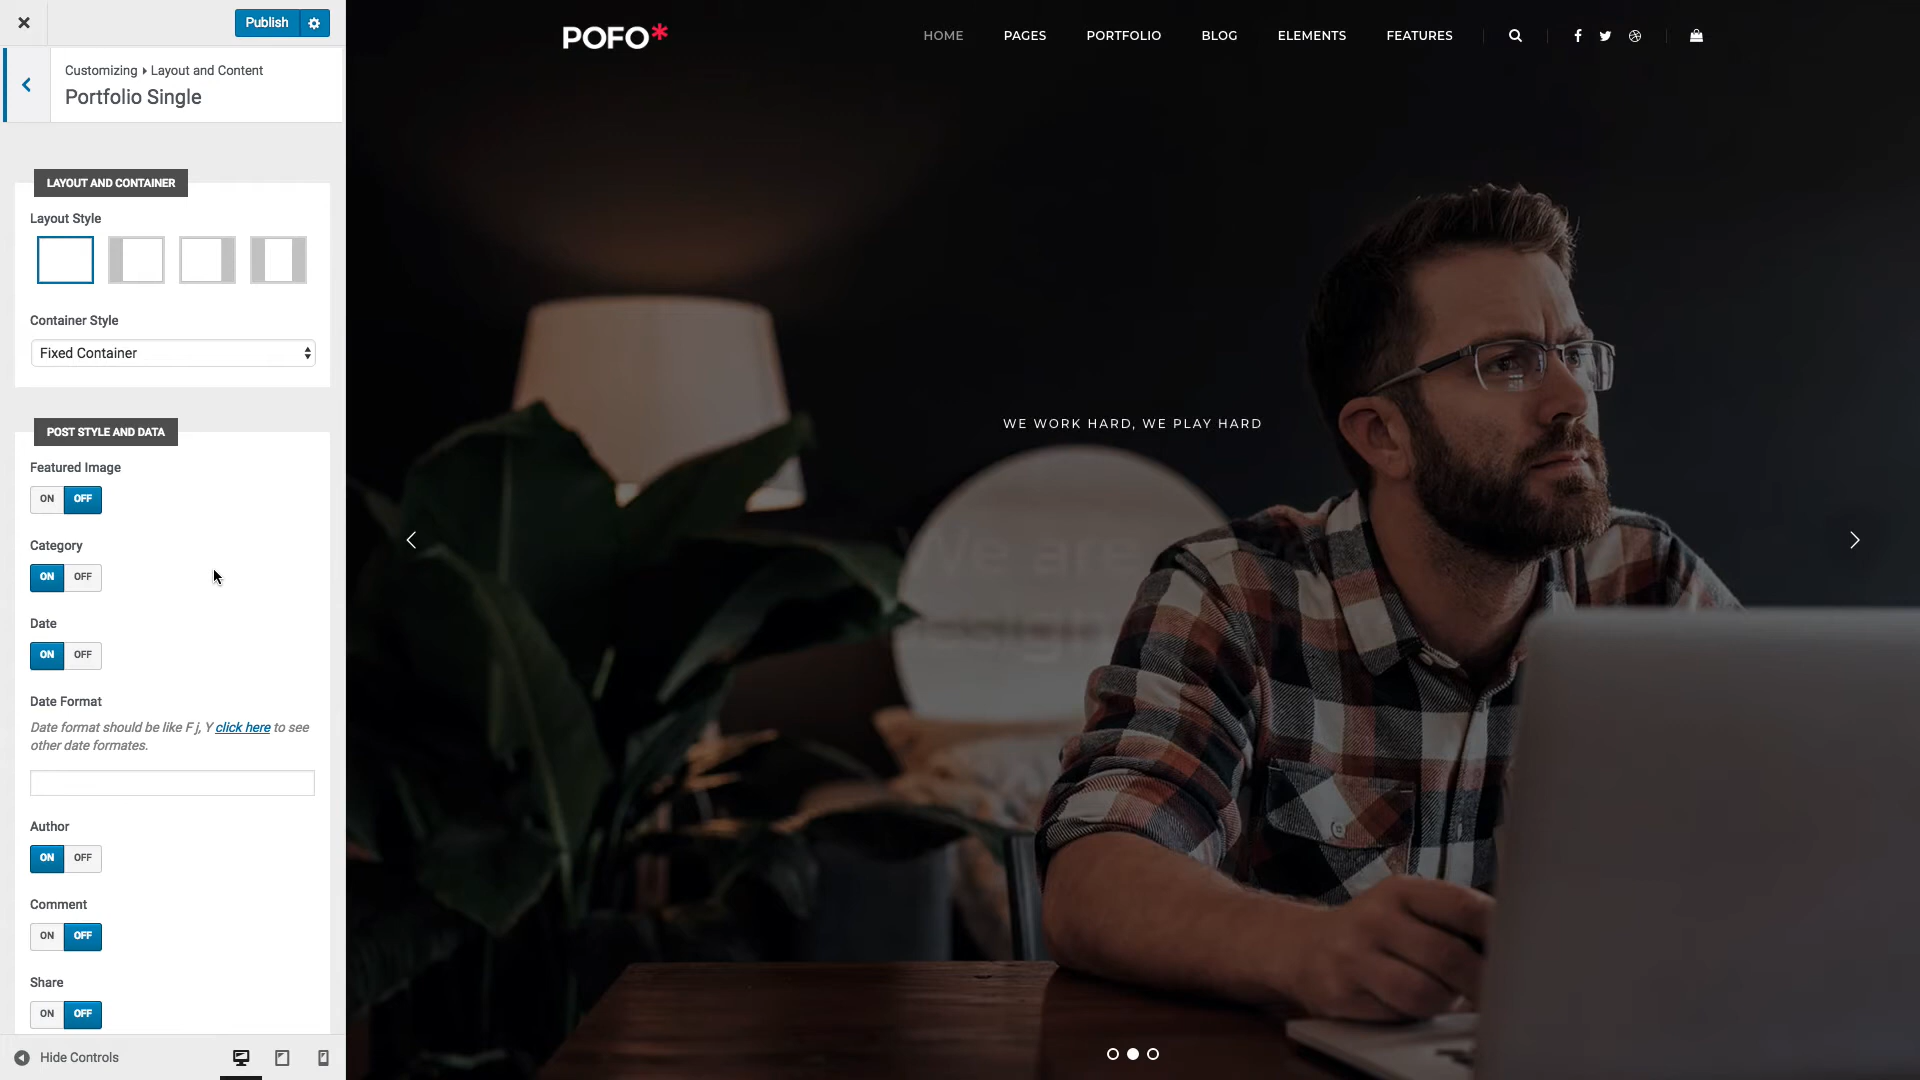 Publish
Customizing ▸ Layout and Content
Portfolio Single
LAYOUT AND CONTAINER
Layout Style
Container Style
Fixed Container
POST STYLE AND DATA
Featured Image
ON OFF
Category
ON OFF
Date
ON OFF
Date Format
Date format should be like F j, Y click here to see
other date formates.
Author
ON OFF
Comment
ON OFF
Share
ON OFF
Hide Controls
POFO*
HOME PAGES PORTFOLIO BLOG ELEMENTS FEATURES
WE WORK HARD, WE PLAY HARD
We are